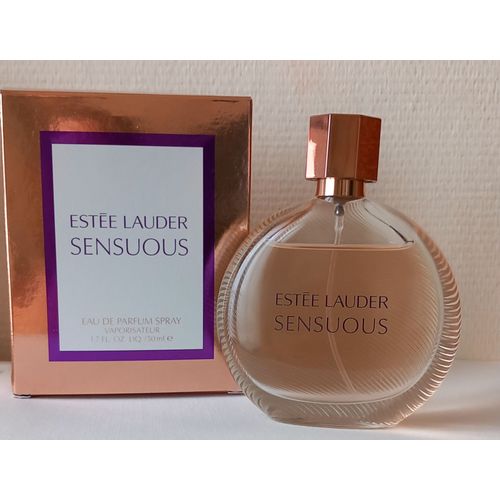 ESTĒE LAUDER
SENSUOUS
EAU DE PARFUM SPRAY
VAPORISATEUR
1.7 FL. OZ. LIQ./50 ml ℮
ESTĒE LAUDER
SENSUOUS